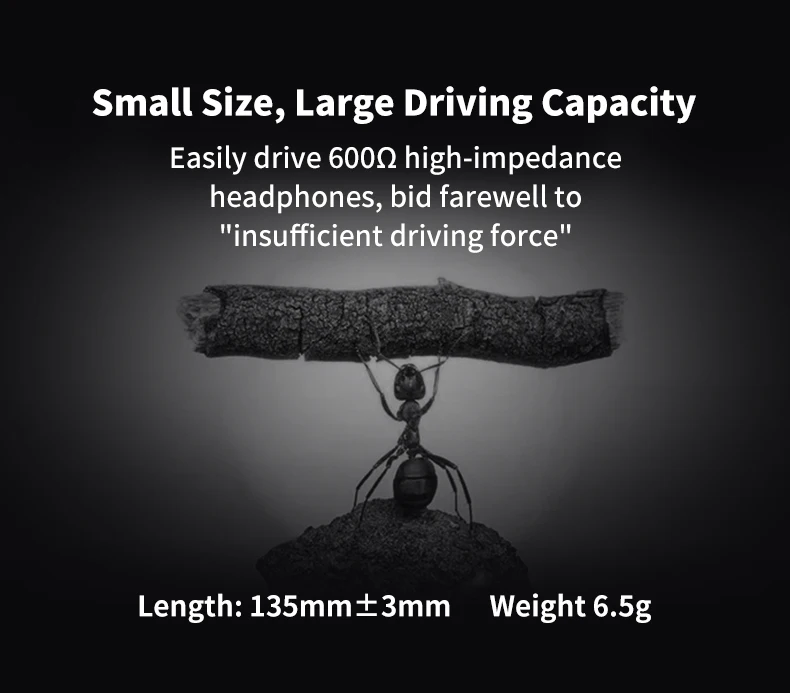 Small Size, Large Driving Capacity
Easily drive 600Ω high-impedance
headphones, bid farewell to
"insufficient driving force"
Length: 135mm±3mm Weight 6.5g